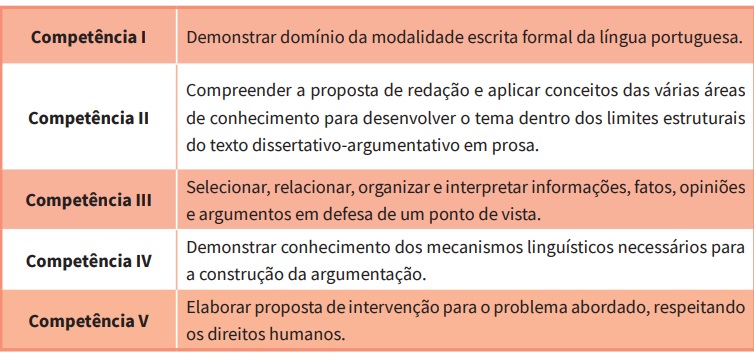 Competência I
Demonstrar domínio da modalidade escrita formal da língua portuguesa.
Competência II
Compreender a proposta de redação e aplicar conceitos das várias áreas
de conhecimento para desenvolver o tema dentro dos limites estruturais
do texto dissertativo-argumentativo em prosa.
Competência III
Selecionar, relacionar, organizar e interpretar informações, fatos, opiniões
e argumentos em defesa de um ponto de vista.
Competência IV
Demonstrar conhecimento dos mecanismos linguísticos necessários para
a construção da argumentação.
Competência V
Elaborar proposta de intervenção para o problema abordado, respeitando
os direitos humanos.